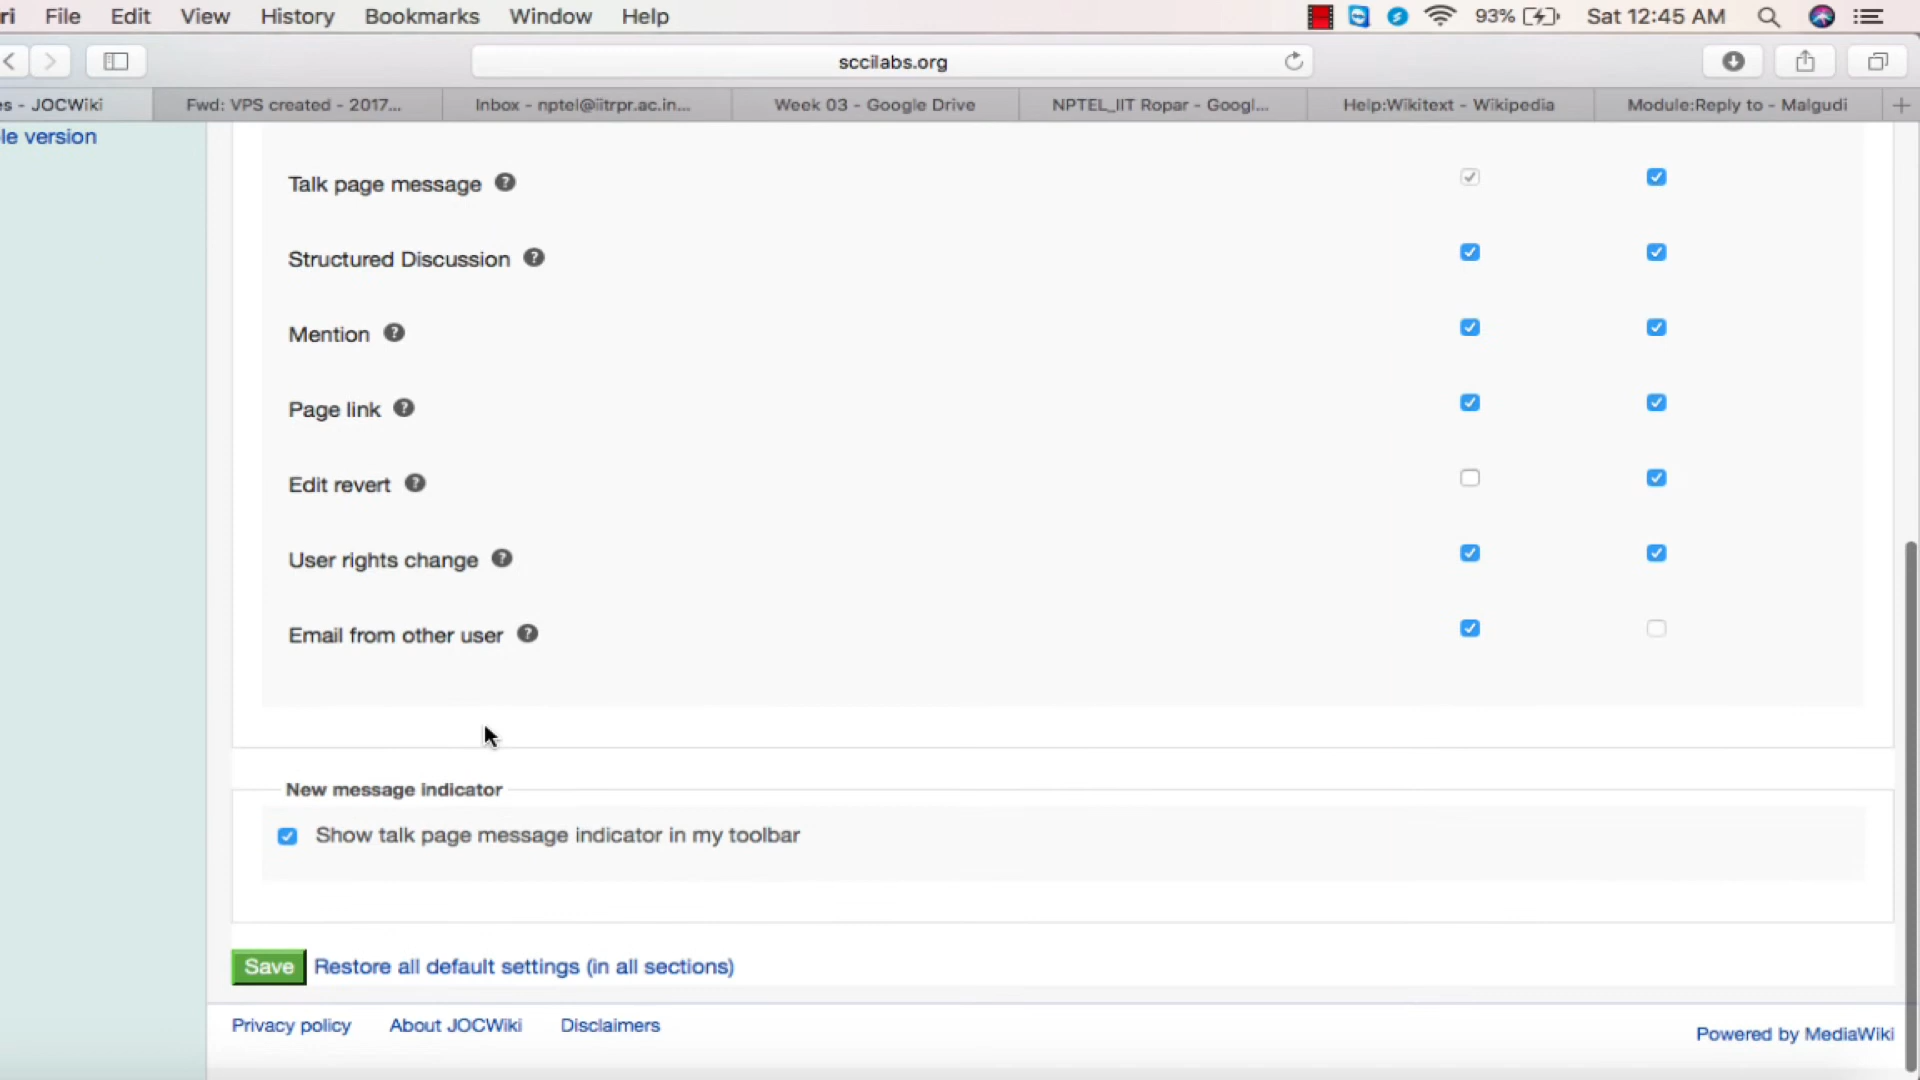 ri File Edit View History Bookmarks Window Help 93% Sat 12:45 AM
sccilabs.org
es - JOCWiki Fwd: VPS created - 2017... Inbox - nptel@iitrpr.ac.in... Week 03 - Google Drive NPTEL_IIT Ropar - Googl... Help:Wikitext - Wikipedia Module:Reply to - Malgudi
le version
Talk page message
Structured Discussion
Mention
Page link
Edit revert
User rights change
Email from other user
New message indicator
Show talk page message indicator in my toolbar
Save Restore all default settings (in all sections)
Privacy policy About JOCWiki Disclaimers
Powered by MediaWiki